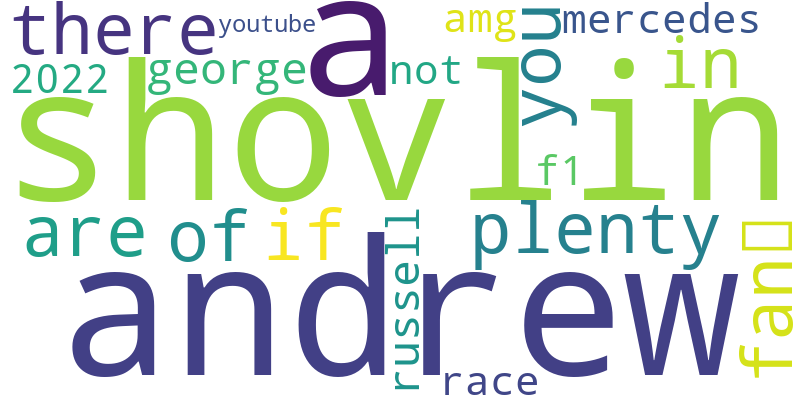 there
youtube
a
amg
you
mercedes
2022
george
not
in
shovlin
f1
are
of
if
russell
plenty
fan
andrew
race